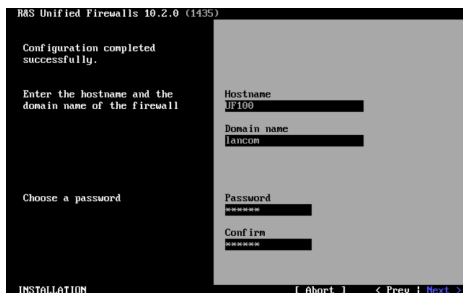 R&S Unified Firewalls 10.2.0 (1435)
Configuration completed
successfully.
Enter the hostname and the
domain name of the firewall
Hostname
UF100
Domain name
lancom
Choose a password
Password
******
Confirm
******
INSTALLATION
[ Abort ] < Prev | Next >